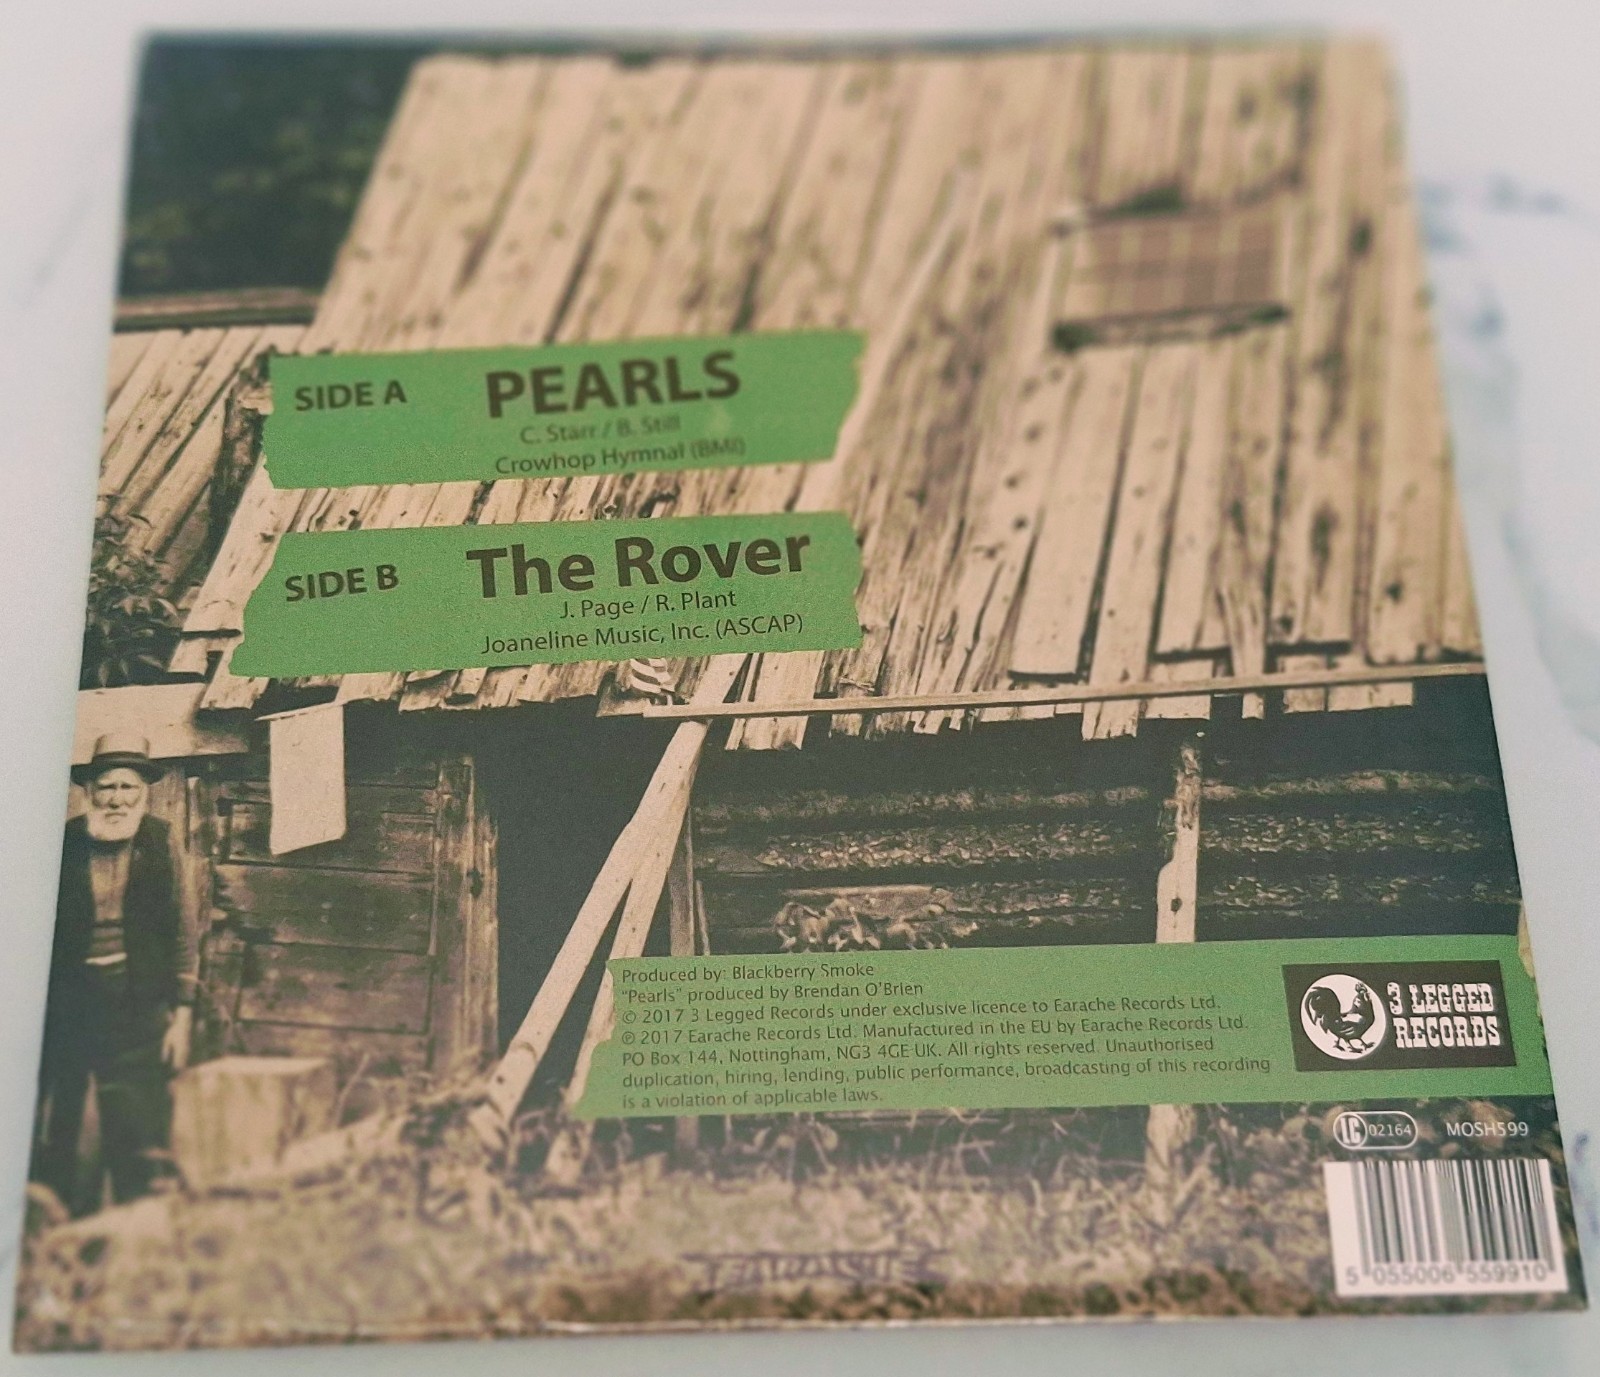 SIDE A
PEARLS
C. Starr / B. Still
Crowhop Hymnal (BMI)
SIDE B
The Rover
J. Page / R. Plant
Joaneline Music, Inc. (ASCAP)
Produced by: Blackberry Smoke
"Pearls" produced by Brendan O'Brien
© 2017 3 Legged Records under exclusive licence to Earache Records Ltd.
℗ 2017 Earache Records Ltd. Manufactured in the EU by Earache Records Ltd.
PO Box 144, Nottingham, NG3 4GE UK. All rights reserved. Unauthorised
duplication, hiring, lending, public performance, broadcasting of this recording
is a violation of applicable laws.
3 LEGGED
RECORDS
LC 02164
MOSH599
EARACHE
5 055006 559910